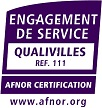 ENGAGEMENT
DE SERVICE
QUALIVILLES
REF. 111
AFNOR CERTIFICATION
www.afnor.org